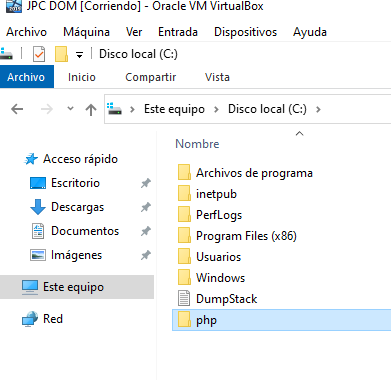 JPC DOM [Corriendo] - Oracle VM VirtualBox
Archivo Máquina Ver Entrada Dispositivos Ayuda
Disco local (C:)
Archivo Inicio Compartir Vista
Este equipo > Disco local (C:) >
Nombre
Acceso rápido
Escritorio
Descargas
Documentos
Imágenes
Este equipo
Red
Archivos de programa
inetpub
PerfLogs
Program Files (x86)
Usuarios
Windows
DumpStack
php